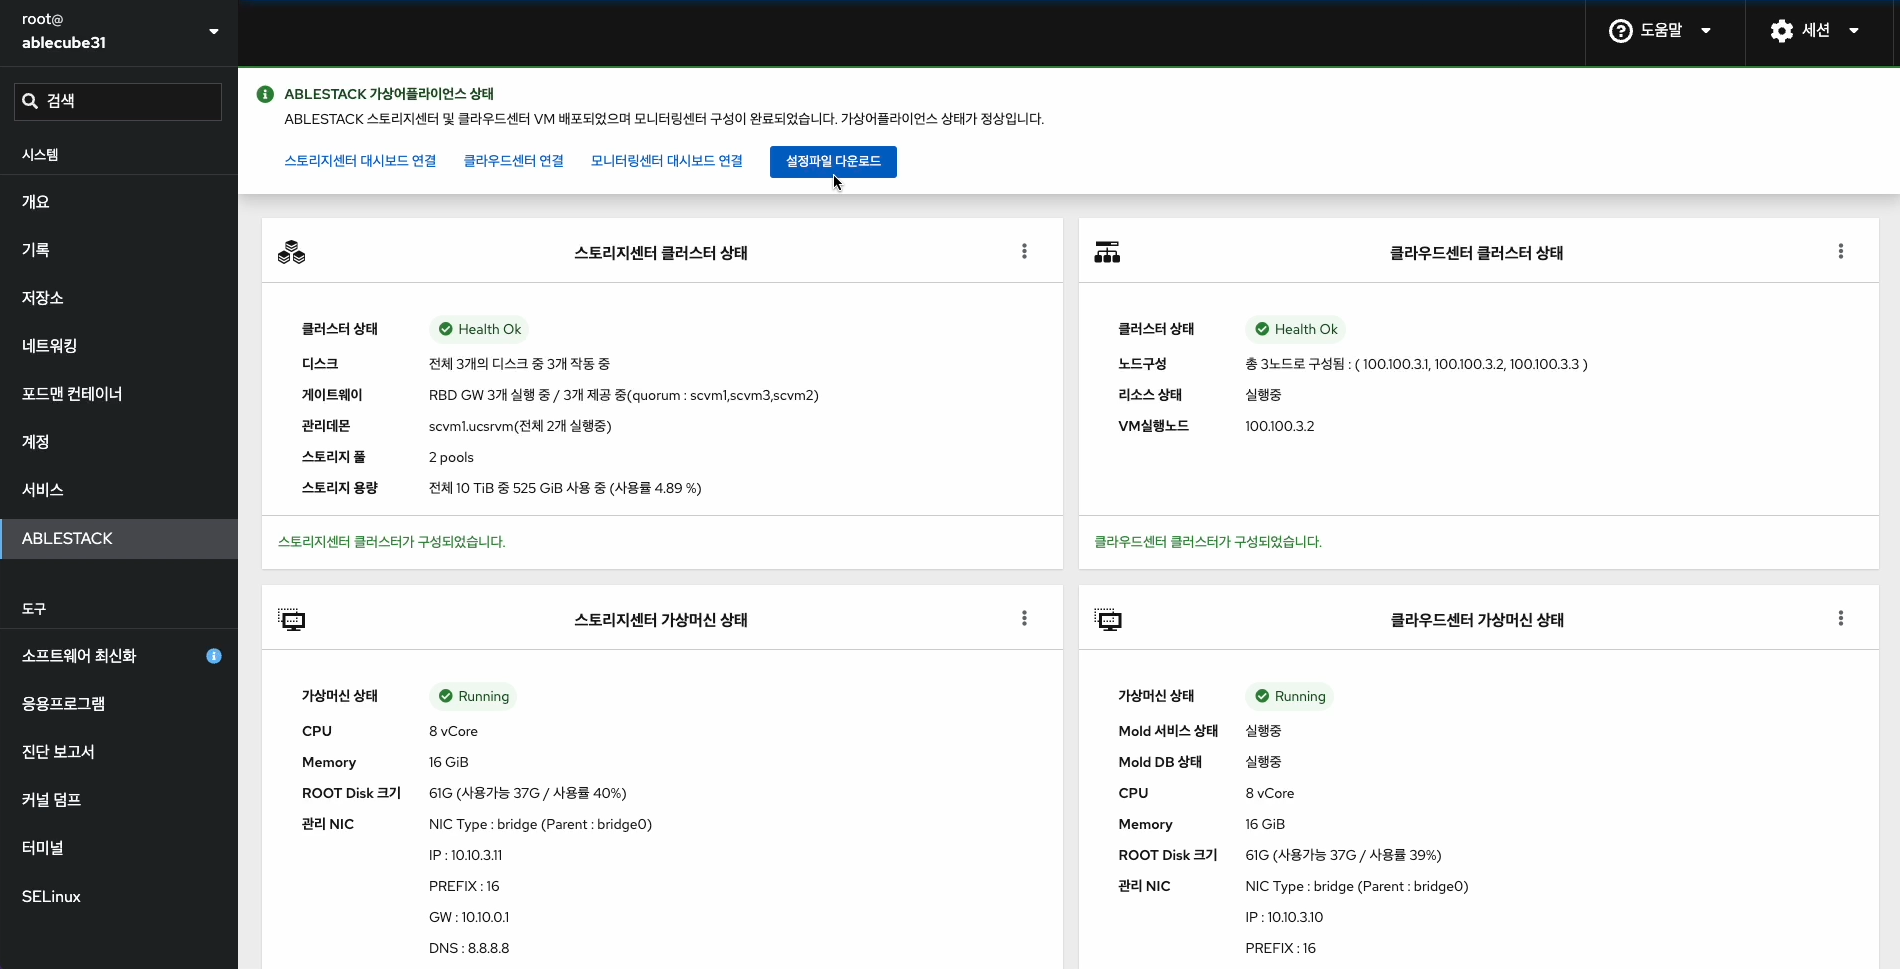 root@
ablecube31
도움말
세션
검색
시스템
개요
기록
저장소
네트워킹
포드맨 컨테이너
계정
서비스
ABLESTACK
도구
소프트웨어 최신화
응용프로그램
진단 보고서
커널 덤프
터미널
SELinux
ABLESTACK 가상어플라이언스 상태
ABLESTACK 스토리지센터 및 클라우드센터 VM 배포되었으며 모니터링센터 구성이 완료되었습니다. 가상어플라이언스 상태가 정상입니다.
스토리지센터 대시보드 연결 클라우드센터 연결 모니터링센터 대시보드 연결 설정파일 다운로드
스토리지센터 클러스터 상태
클러스터 상태 Health Ok
디스크 전체 3개의 디스크 중 3개 작동 중
게이트웨이 RBD GW 3개 실행 중 / 3개 제공 중(quorum : scvm1,scvm3,scvm2)
관리데몬 scvm1.ucsrvm(전체 2개 실행중)
스토리지 풀 2 pools
스토리지 용량 전체 10 TiB 중 525 GiB 사용 중 (사용률 4.89 %)
스토리지센터 클러스터가 구성되었습니다.
클라우드센터 클러스터 상태
클러스터 상태 Health Ok
노드구성 총 3노드로 구성됨 : ( 100.100.3.1, 100.100.3.2, 100.100.3.3 )
리소스 상태 실행중
VM실행노드 100.100.3.2
클라우드센터 클러스터가 구성되었습니다.
스토리지센터 가상머신 상태
가상머신 상태 Running
CPU 8 vCore
Memory 16 GiB
ROOT Disk 크기 61G (사용가능 37G / 사용률 40%)
관리 NIC NIC Type : bridge (Parent : bridge0)
IP : 10.10.3.11
PREFIX : 16
GW : 10.10.0.1
DNS : 8.8.8.8
클라우드센터 가상머신 상태
가상머신 상태 Running
Mold 서비스 상태 실행중
Mold DB 상태 실행중
CPU 8 vCore
Memory 16 GiB
ROOT Disk 크기 61G (사용가능 37G / 사용률 39%)
관리 NIC NIC Type : bridge (Parent : bridge0)
IP : 10.10.3.10
PREFIX : 16